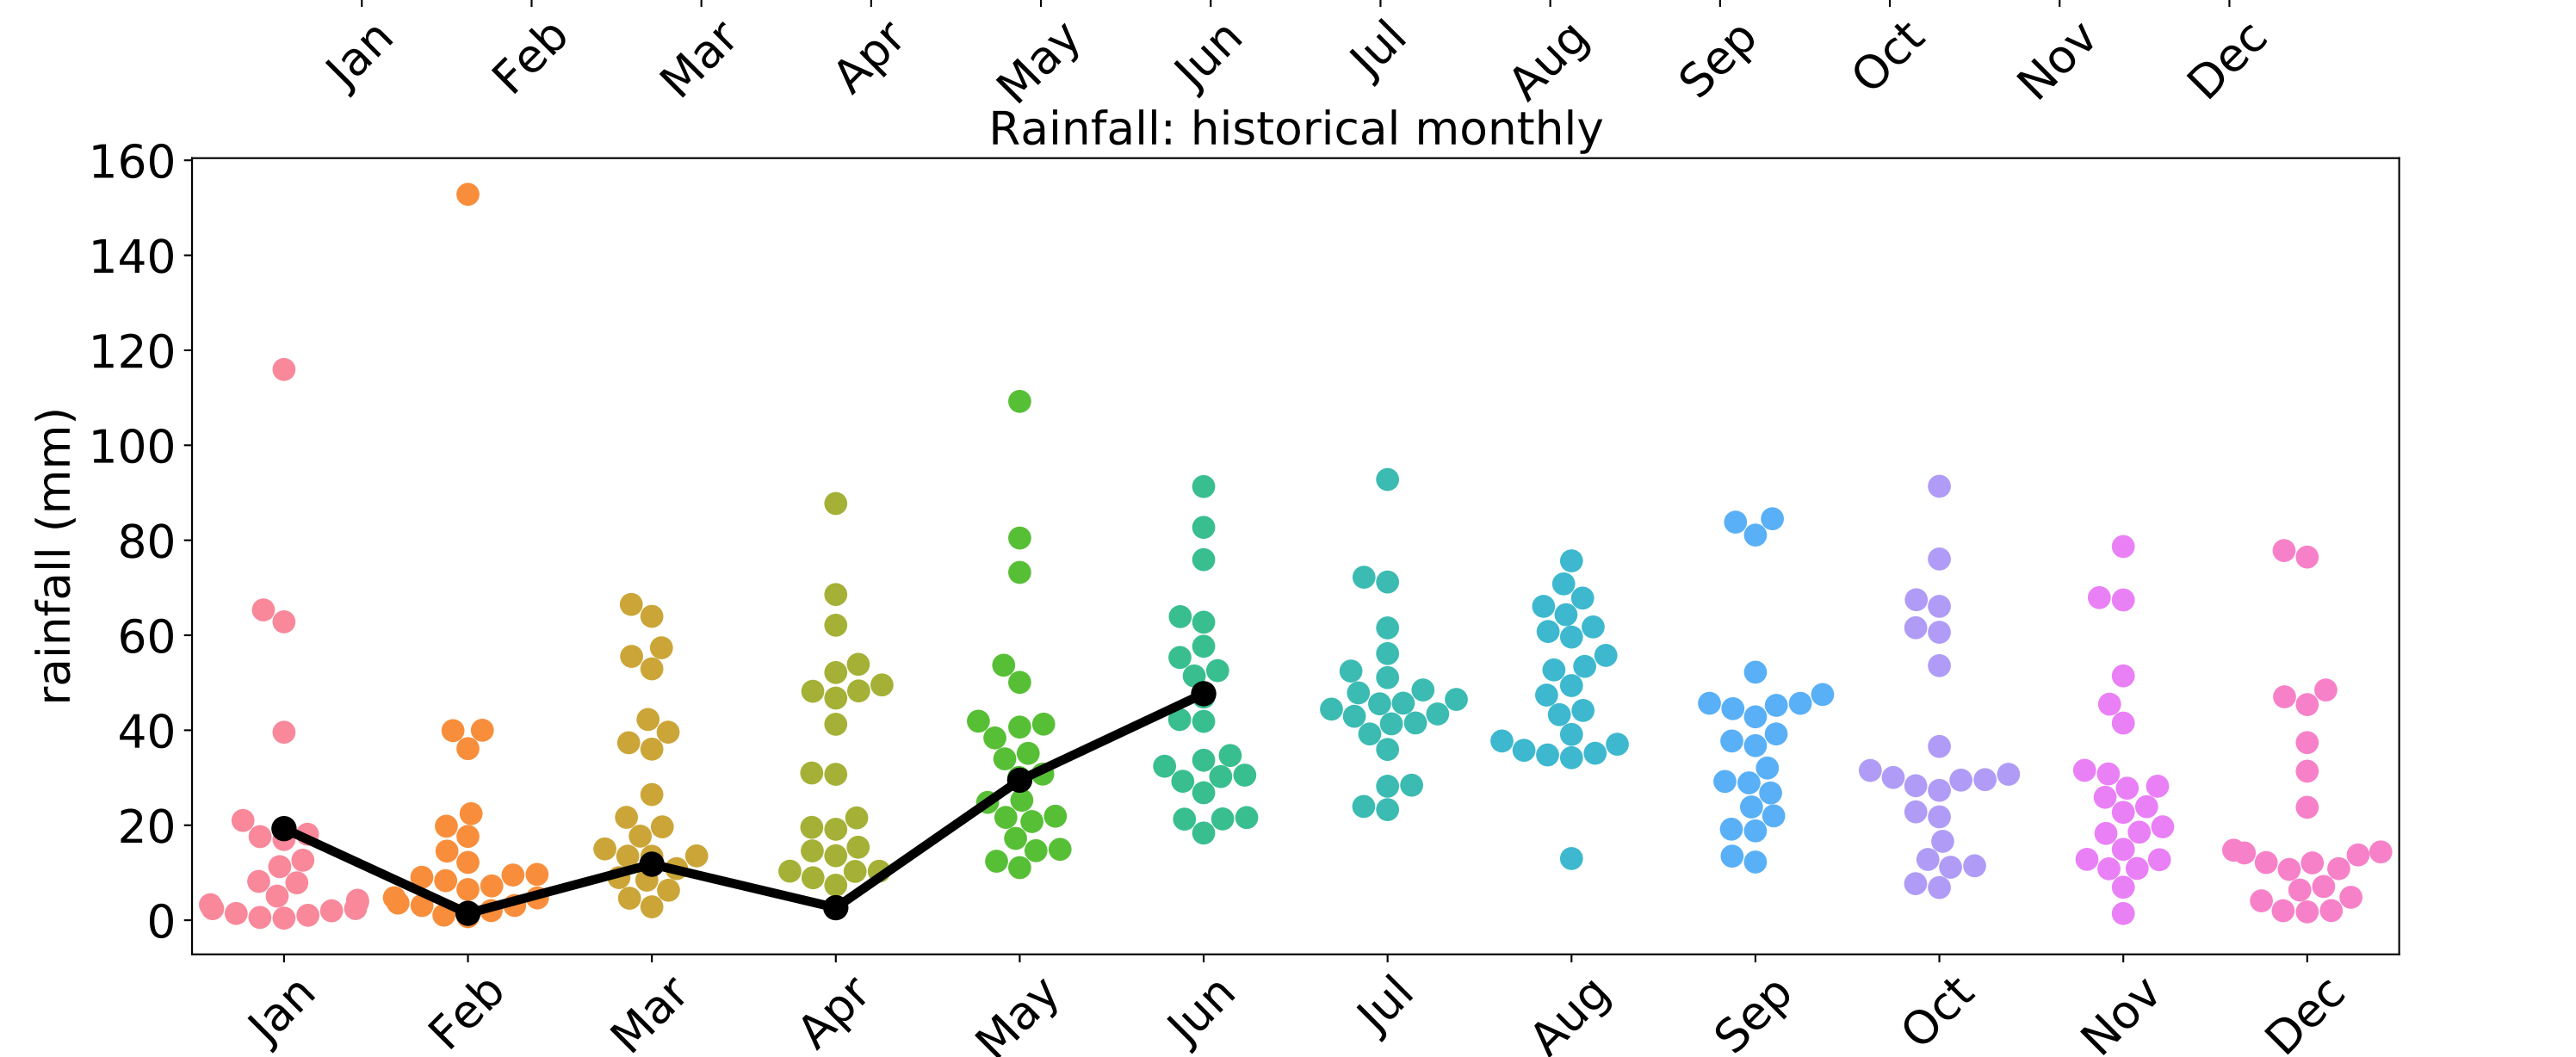 Jan Feb Mar Apr May Jun Jul Aug Sep Oct Nov Dec
Rainfall: historical monthly
160
140
120
100
80
60
40
20
0
rainfall (mm)
Jan Feb Mar Apr May Jun Jul Aug Sep Oct Nov Dec